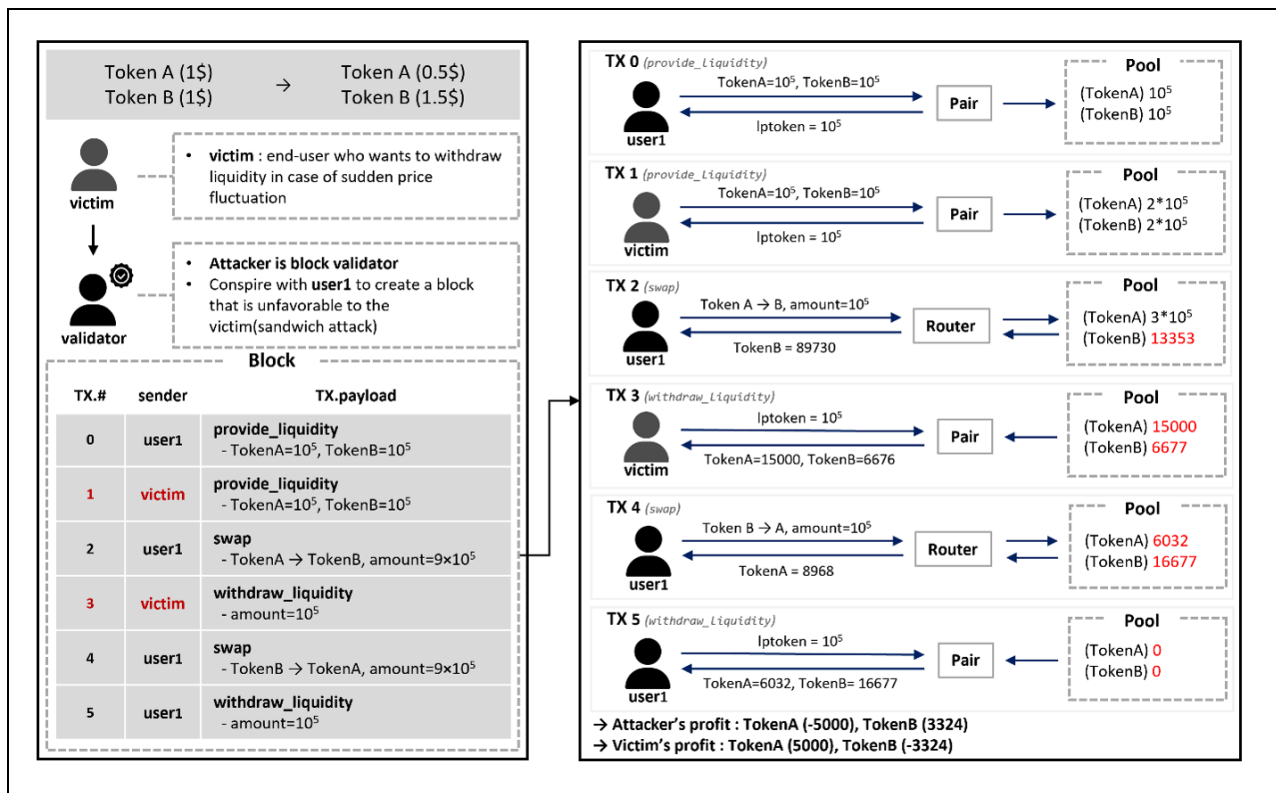 Token A (1$) → Token A (0.5$)
Token B (1$) Token B (1.5$)
victim
• victim : end-user who wants to withdraw
liquidity in case of sudden price
fluctuation
validator
• Attacker is block validator
• Conspire with user1 to create a block
that is unfavorable to the
victim(sandwich attack)
Block
TX.# sender TX.payload
0 user1 provide_liquidity
- TokenA=10⁵, TokenB=10⁵
1 victim provide_liquidity
- TokenA=10⁵, TokenB=10⁵
2 user1 swap
- TokenA → TokenB, amount=9×10⁵
3 victim withdraw_liquidity
- amount=10⁵
4 user1 swap
- TokenB → TokenA, amount=9×10⁵
5 user1 withdraw_liquidity
- amount=10⁵
TX 0 (provide_liquidity)
TokenA=10⁵, TokenB=10⁵
lptoken = 10⁵
user1
Pair
Pool
(TokenA) 10⁵
(TokenB) 10⁵
TX 1 (provide_liquidity)
TokenA=10⁵, TokenB=10⁵
lptoken = 10⁵
victim
Pair
Pool
(TokenA) 2*10⁵
(TokenB) 2*10⁵
TX 2 (swap)
Token A → B, amount=10⁵
TokenB = 89730
user1
Router
Pool
(TokenA) 3*10⁵
(TokenB) 13353
TX 3 (withdraw_liquidity)
lptoken = 10⁵
TokenA=15000, TokenB=6676
victim
Pair
Pool
(TokenA) 15000
(TokenB) 6677
TX 4 (swap)
Token B → A, amount=10⁵
TokenA = 8968
user1
Router
Pool
(TokenA) 6032
(TokenB) 16677
TX 5 (withdraw_liquidity)
lptoken = 10⁵
TokenA=6032, TokenB= 16677
user1
Pair
Pool
(TokenA) 0
(TokenB) 0
→ Attacker's profit : TokenA (-5000), TokenB (3324)
→ Victim's profit : TokenA (5000), TokenB (-3324)